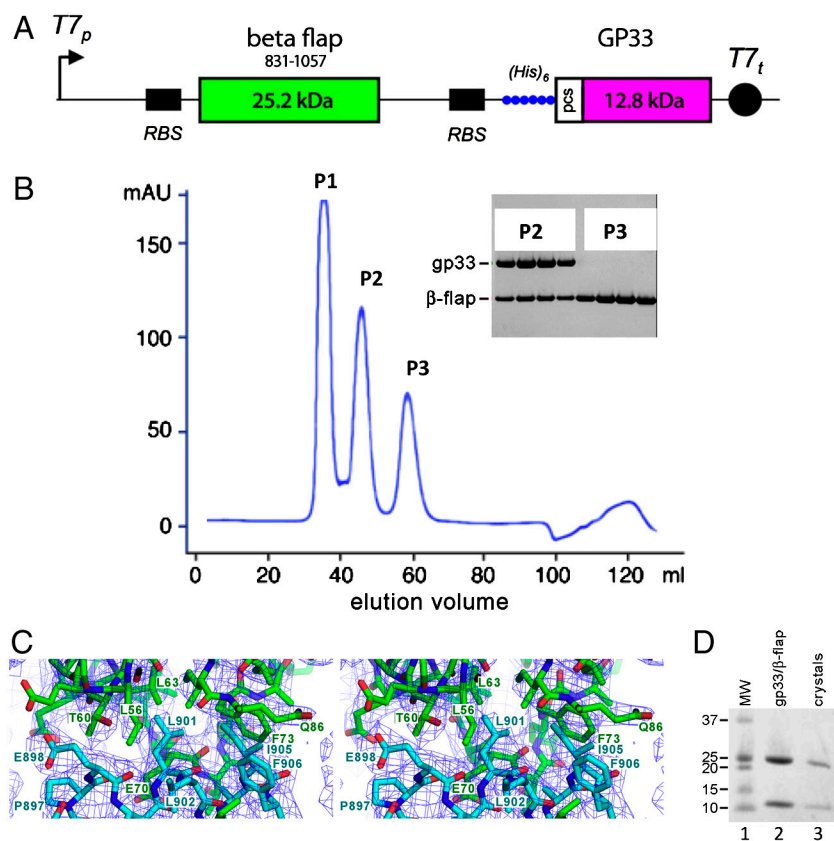 A
T7p
beta flap
831-1057
GP33
T7t
(His)6
25.2 kDa
pcs
12.8 kDa
RBS
RBS
B
mAU
P1
P2
P3
150
100
50
0
0 20 40 60 80 100 120 ml
elution volume
P2 P3
gp33
β-flap
C
L63
L56
T60
L901
Q86
F73
I905
F906
E898
E70
P897
L902
L63
L56
T60
L901
Q86
F73
I905
F906
E898
E70
P897
L902
D
MW
gp33/β-flap
crystals
37
25
20
15
10
1 2 3